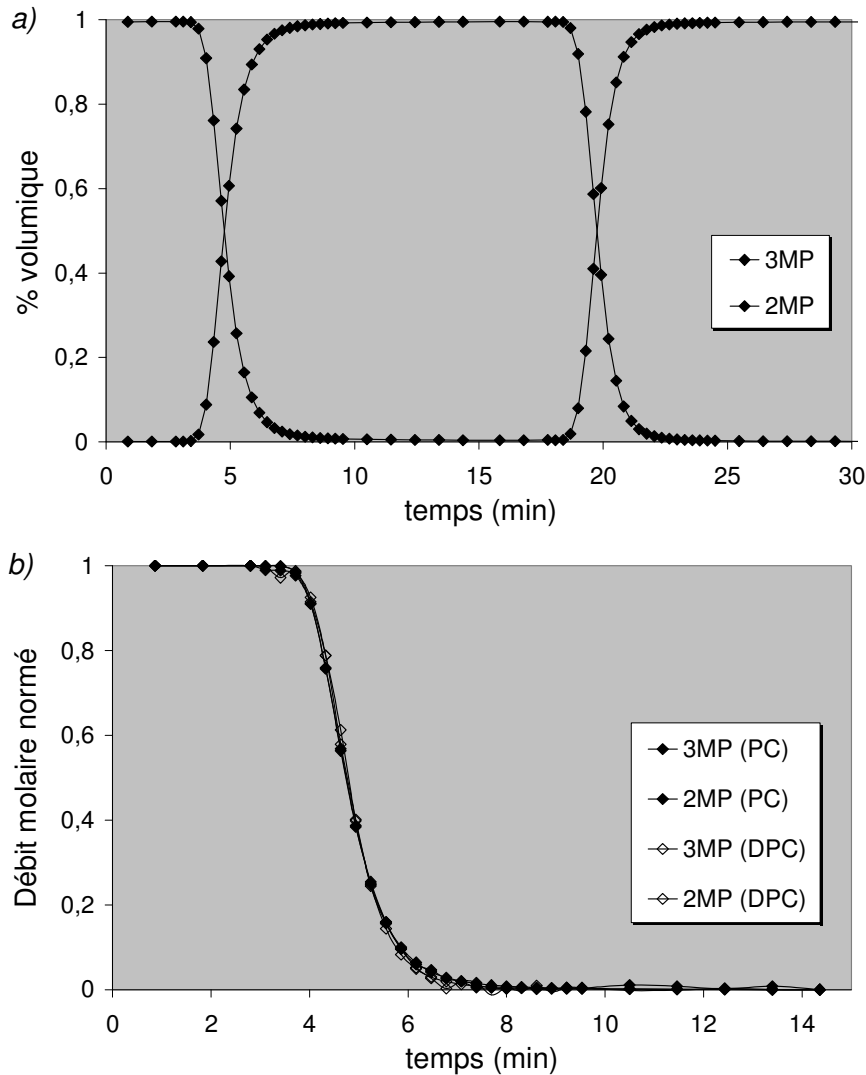 a)
1
0,8
0,6
0,4
0,2
0
% volumique
3MP
2MP
0 5 10 15 20 25 30
temps (min)
b)
1
0,8
0,6
0,4
0,2
0
Débit molaire normé
3MP (PC)
2MP (PC)
3MP (DPC)
2MP (DPC)
0 2 4 6 8 10 12 14
temps (min)